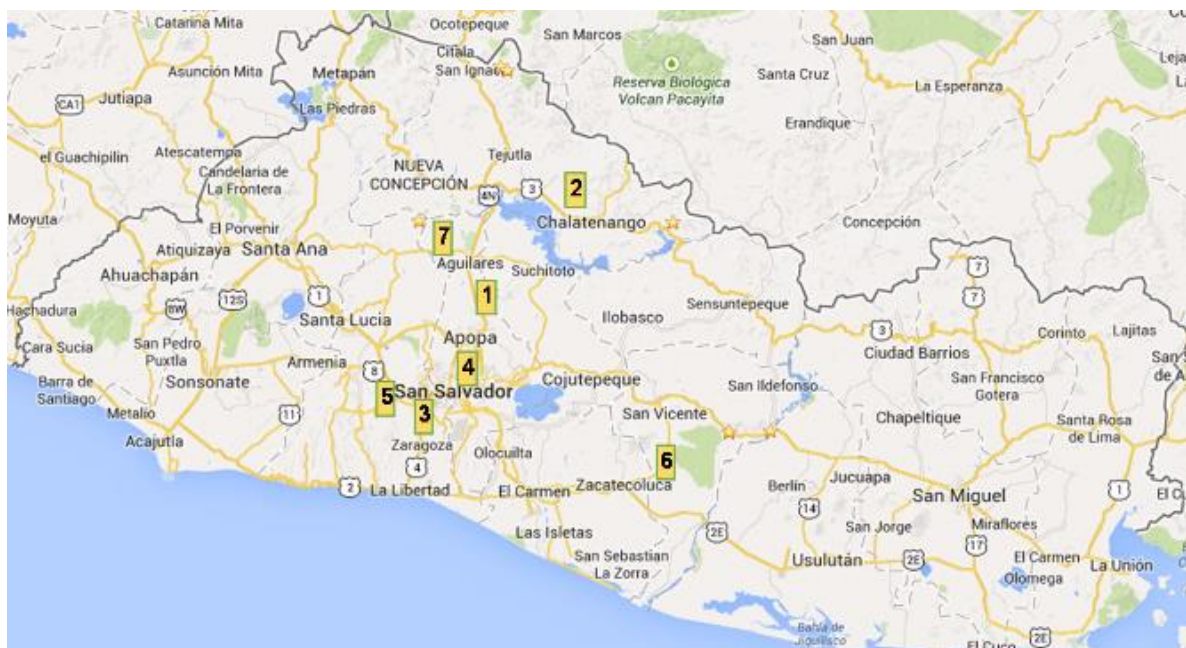 Catarina Mita
Ocotepeque
San Marcos
San Juan
Citala
San Ignac
Asunción Mita
Metapán
Reserva Biológica
Volcan Pacayita
Santa Cruz
La Esperanza
Jutiapa
CA1
Las Piedras
Erandique
el Guachipilin
Atescatempa
Candelaria de
La Frontera
NUEVA
CONCEPCIÓN
Tejutla
4N
3
2
Moyuta
El Porvenir
Chalatenango
Concepción
Atiquizaya
Santa Ana
7
Aguilares
Suchitoto
Ahuachapán
7
7
Hachadura
8W
12S
1
1
Sensuntepeque
Santa Lucia
Ilobasco
3
Corinto
Lajitas
Cara Sucia
San Pedro
Puxtla
Armenia
Apopa
Ciudad Barrios
4
8
Barra de
Santiago
Sonsonate
San Salvador
Cojutepeque
San Ildefonso
San Francisco
Gotera
5
3
Metalio
11
San Vicente
Chapeltique
Santa Rosa
de Lima
Acajutla
Zaragoza
Olocuilta
6
4
2
La Libertad
El Carmen
Zacatecoluca
Berlin
Jucuapa
San Miguel
1
14
Las Isletas
2E
San Jorge
Miraflores
17
San Sebastian
La Zorra
Usulután
2E
El Carmen
Olomega
La Unión
Bahía de
Jiquilisco
2E
El Cuco